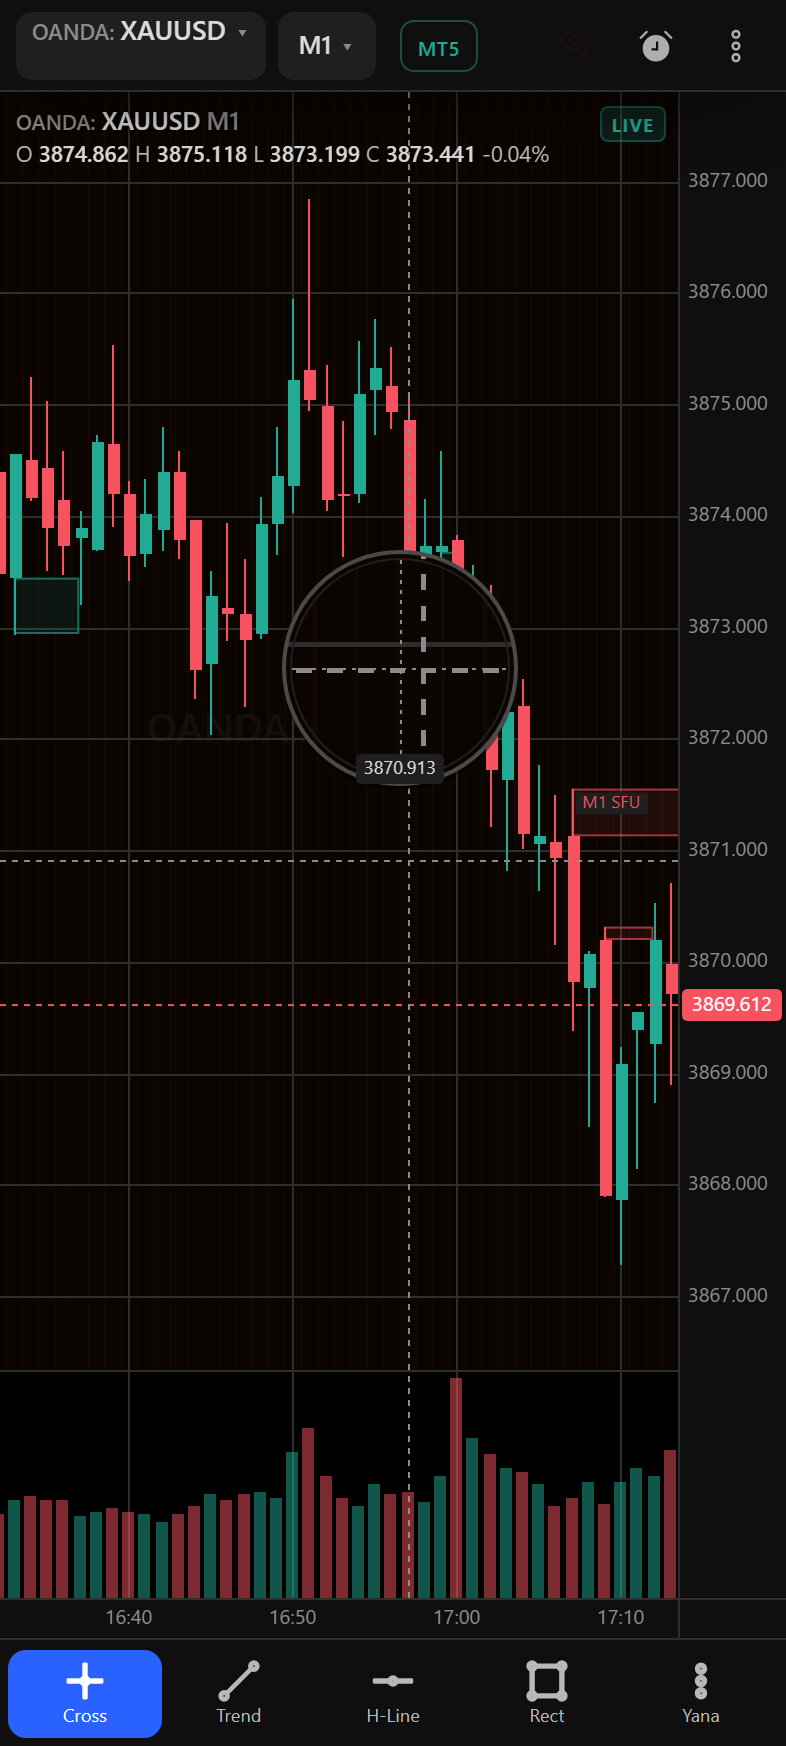 OANDA: XAUUSD ▼
M1 ▼
MT5
OANDA: XAUUSD M1
LIVE
O 3874.862 H 3875.118 L 3873.199 C 3873.441 -0.04%
3877.000
3876.000
3875.000
3874.000
3873.000
OANDA
3872.000
3870.913
M1 SFU
3871.000
3870.000
3869.612
3869.000
3868.000
3867.000
16:40 16:50 17:00 17:10
Cross Trend H-Line Rect Yana